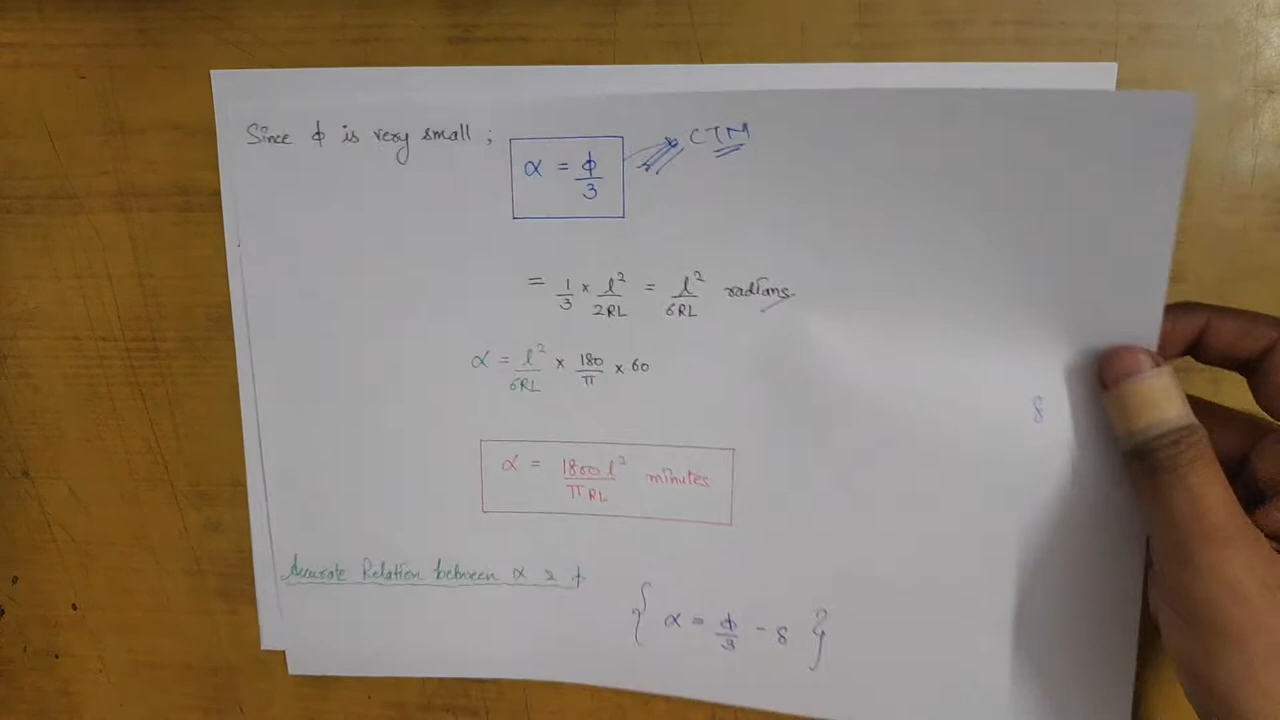 Since ϕ is very small ;
α = ϕ/3 CTM
= 1/3 × l²/2RL = l²/6RL radians.
α = l²/6RL × 180/π × 60
8
α = 1800 l²/πRL minutes
Accurate Relation between α & ϕ
{ α = ϕ/3 - δ }